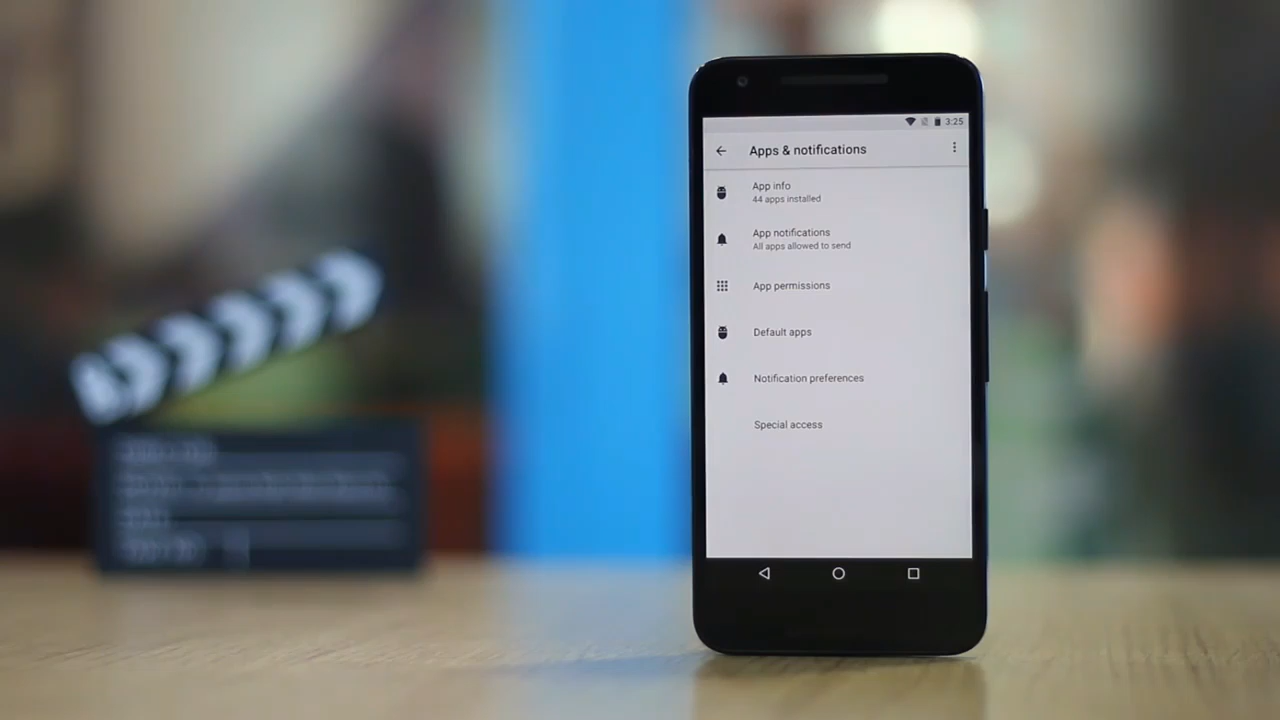 3:25
Apps & notifications
App info
44 apps installed
App notifications
All apps allowed to send
App permissions
Default apps
Notification preferences
Special access